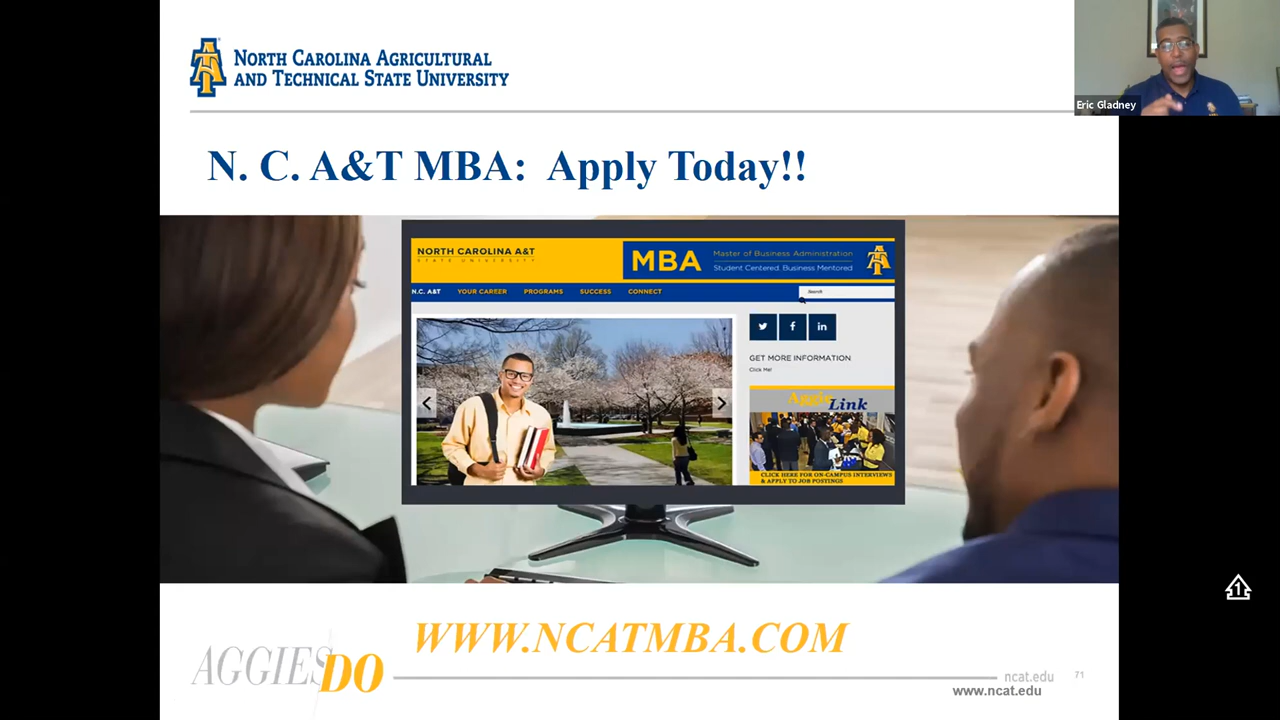 NORTH CAROLINA AGRICULTURAL
AND TECHNICAL STATE UNIVERSITY
Eric Gladney
N. C. A&T MBA: Apply Today!!
NORTH CAROLINA A&T
STATE UNIVERSITY
MBA
Master of Business Administration
Student Centered. Business Mentored
N.C. A&T YOUR CAREER PROGRAMS SUCCESS CONNECT
Search
GET MORE INFORMATION
Click Me!
Aggie
Link
CLICK HERE FOR ON-CAMPUS INTERVIEWS
& APPLY TO JOB POSTINGS
1
WWW.NCATMBA.COM
AGGIES DO
ncat.edu
71
www.ncat.edu